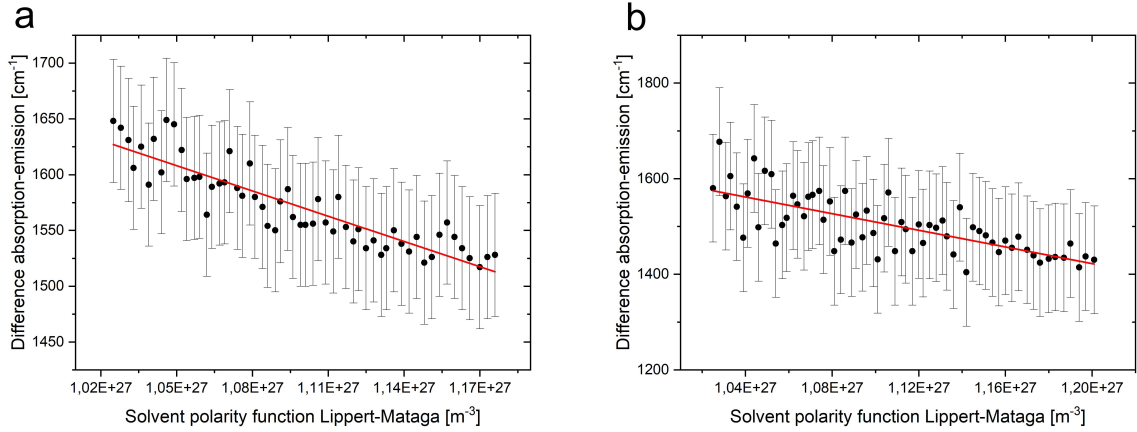 a
Difference absorption-emission [cm⁻¹]
1700
1650
1600
1550
1500
1450
1,02E+27 1,05E+27 1,08E+27 1,11E+27 1,14E+27 1,17E+27
Solvent polarity function Lippert-Mataga [m⁻³]
b
Difference absorption-emission [cm⁻¹]
1800
1600
1400
1200
1,04E+27 1,08E+27 1,12E+27 1,16E+27 1,20E+27
Solvent polarity function Lippert-Mataga [m⁻³]